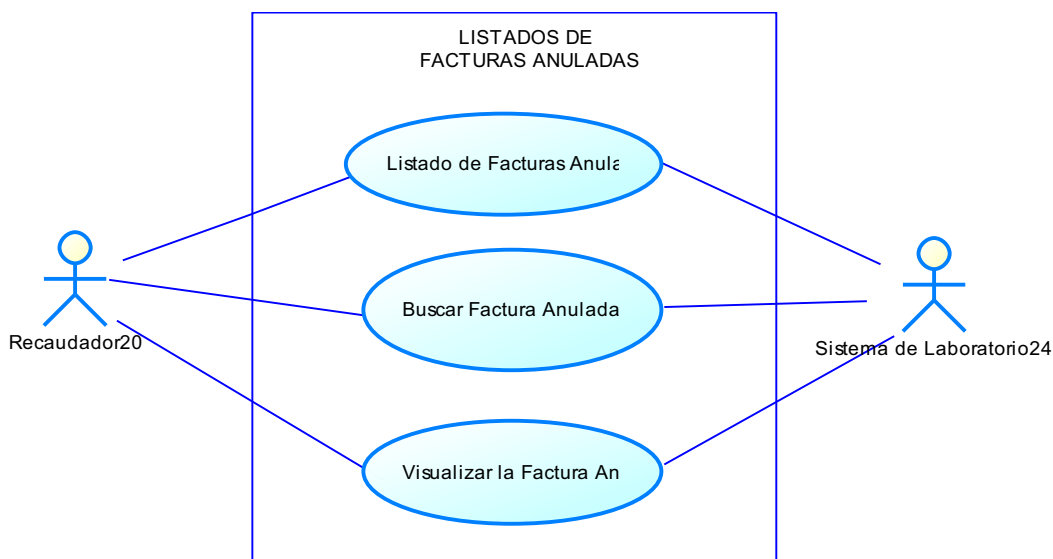 LISTADOS DE
FACTURAS ANULADAS
Listado de Facturas Anula
Buscar Factura Anulada
Recaudador20
Sistema de Laboratorio24
Visualizar la Factura An